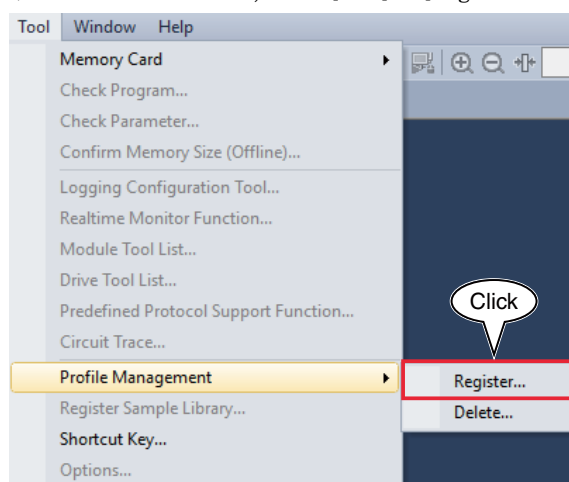 Tool Window Help
Memory Card
Check Program...
Check Parameter...
Confirm Memory Size (Offline)...
Logging Configuration Tool...
Realtime Monitor Function...
Module Tool List...
Drive Tool List...
Predefined Protocol Support Function...
Click
Circuit Trace...
Profile Management
Register...
Register Sample Library...
Delete...
Shortcut Key...
Options...